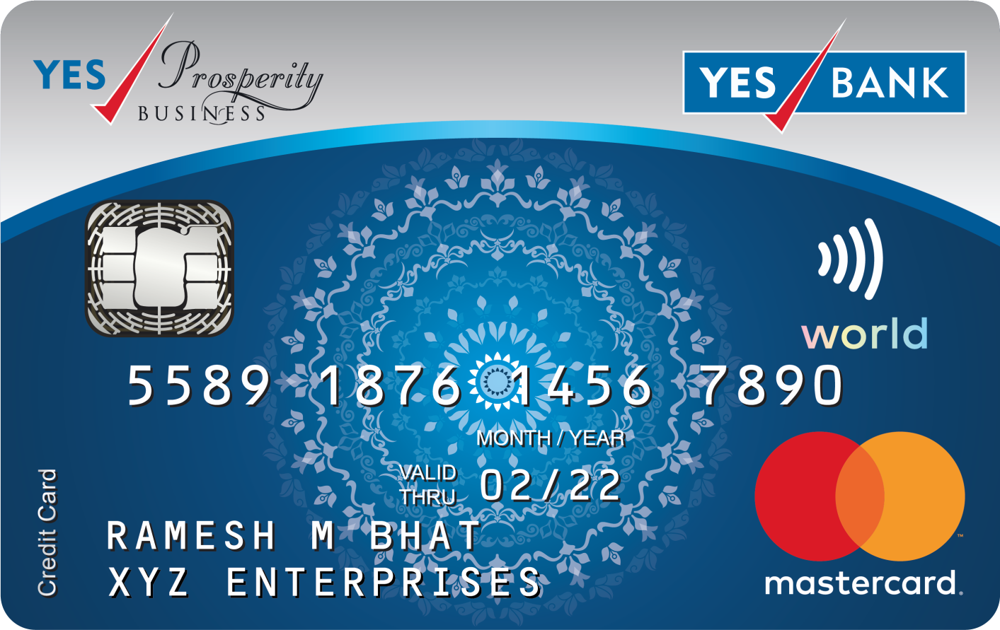 YES Prosperity
BUSINESS
YES BANK
world
5589 1876 1456 7890
MONTH / YEAR
VALID
THRU
02/22
Credit Card
RAMESH M BHAT
XYZ ENTERPRISES
mastercard.